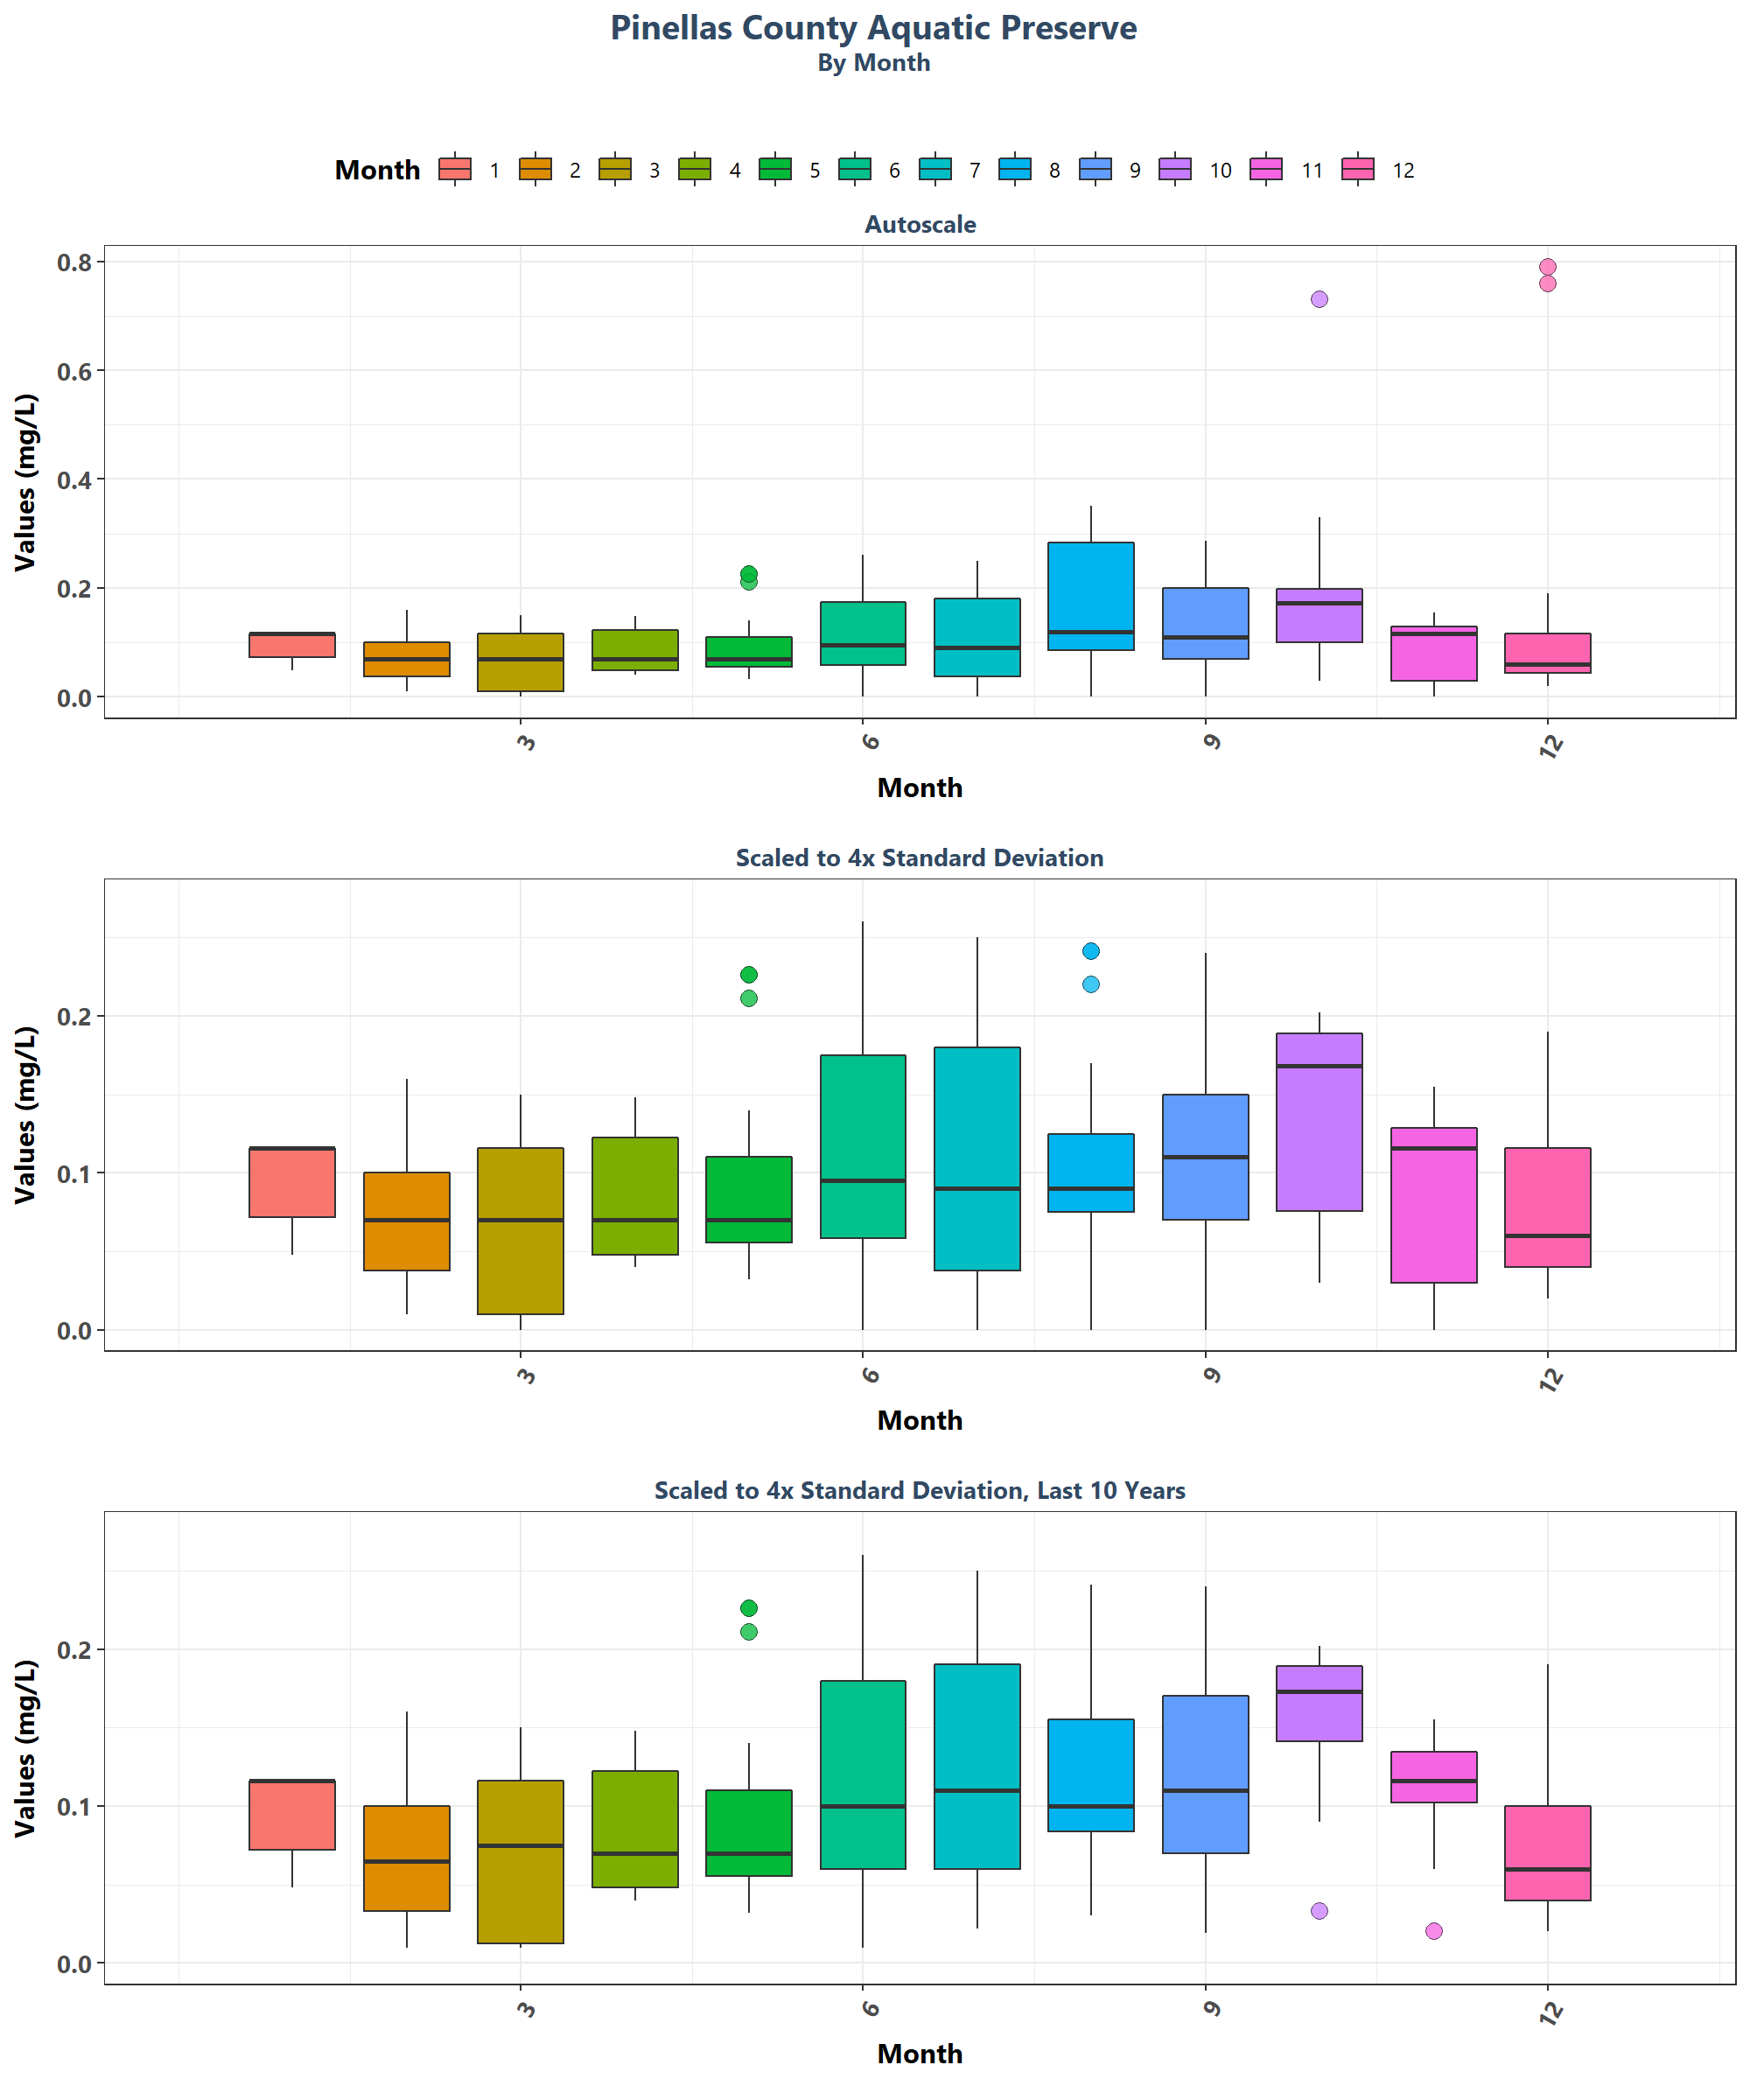 Pinellas County Aquatic Preserve
By Month
Month 1 2 3 4 5 6 7 8 9 10 11 12
Autoscale
0.8
0.6
0.4
0.2
0.0
Values (mg/L)
3 6 9 12
Month
Scaled to 4x Standard Deviation
0.2
0.1
0.0
Values (mg/L)
3 6 9 12
Month
Scaled to 4x Standard Deviation, Last 10 Years
0.2
0.1
0.0
Values (mg/L)
3 6 9 12
Month